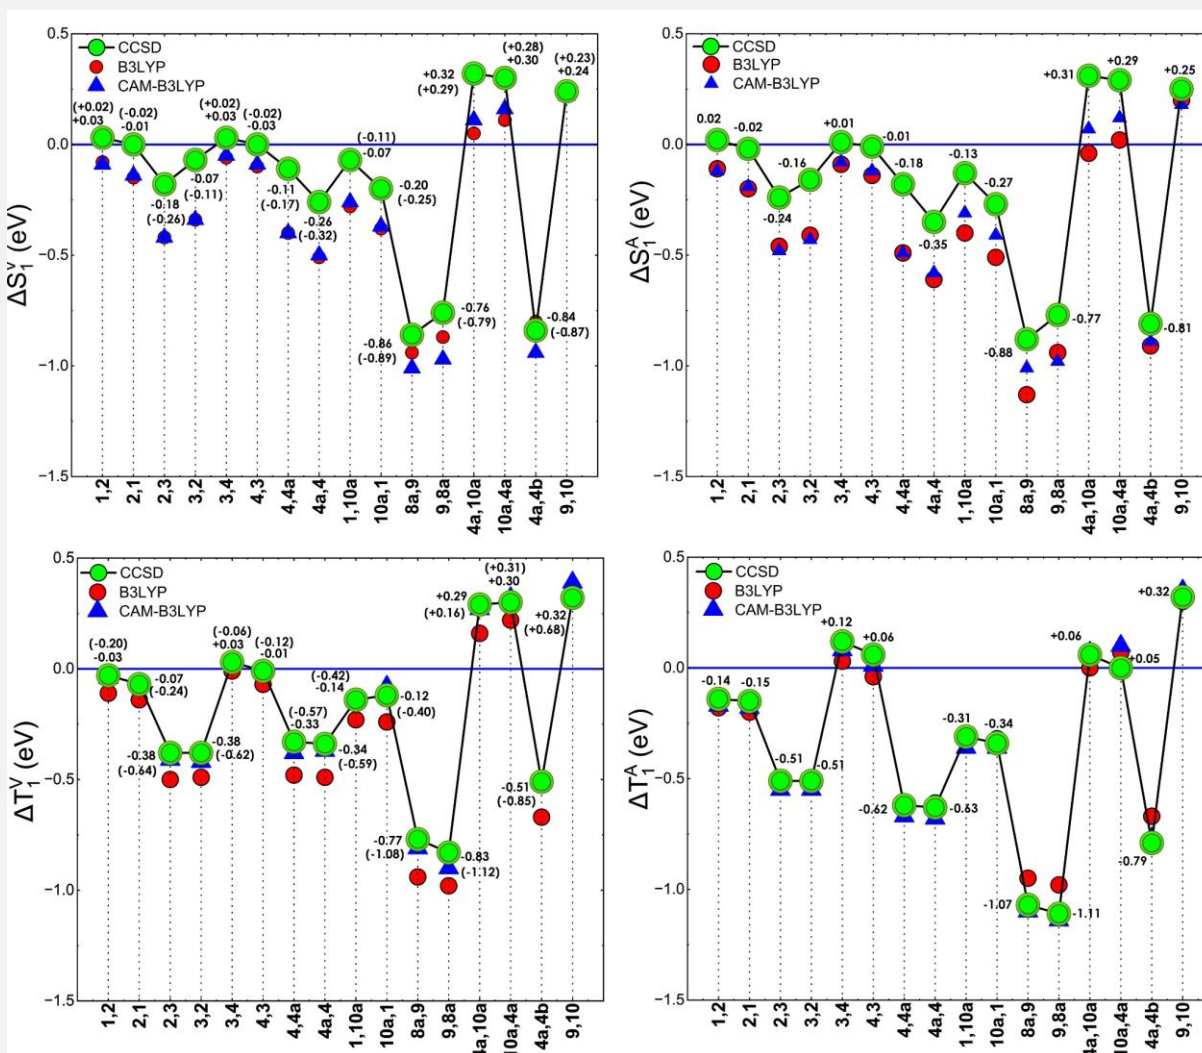 0.5
0.0
−0.5
−1.0
−1.5
ΔS₁ⱽ (eV)
CCSD
B3LYP
CAM-B3LYP
(+0.02)
+0.03
(-0.02)
-0.01
-0.18
(-0.26)
-0.07
(-0.11)
(+0.02)
+0.03
(-0.02)
-0.03
-0.11
(-0.17)
-0.26
(-0.32)
(-0.11)
-0.07
-0.20
(-0.25)
-0.86
(-0.89)
-0.76
(-0.79)
+0.32
(+0.29)
(+0.28)
+0.30
-0.84
(-0.87)
(+0.23)
+0.24
1,2
2,1
2,3
3,2
3,4
4,3
4,4a
4a,4
1,10a
10a,1
8a,9
9,8a
4a,10a
10a,4a
4a,4b
9,10
0.5
0.0
−0.5
−1.0
−1.5
ΔS₁ᴬ (eV)
CCSD
B3LYP
CAM-B3LYP
0.02
-0.02
-0.24
-0.16
+0.01
-0.01
-0.18
-0.35
-0.13
-0.27
-0.88
-0.77
+0.31
+0.29
-0.81
+0.25
1,2
2,1
2,3
3,2
3,4
4,3
4,4a
4a,4
1,10a
10a,1
8a,9
9,8a
4a,10a
10a,4a
4a,4b
9,10
0.5
0.0
−0.5
−1.0
−1.5
ΔT₁ⱽ (eV)
CCSD
B3LYP
CAM-B3LYP
(-0.20)
-0.03
-0.07
(-0.24)
-0.38
(-0.64)
-0.38
(-0.62)
(-0.06)
+0.03
(-0.12)
-0.01
(-0.57)
-0.33
-0.34
(-0.59)
(-0.42)
-0.14
-0.12
(-0.40)
-0.77
(-1.08)
-0.83
(-1.12)
+0.29
(+0.16)
(+0.31)
+0.30
-0.51
(-0.85)
+0.32
(+0.68)
1,2
2,1
2,3
3,2
3,4
4,3
4,4a
4a,4
1,10a
10a,1
8a,9
9,8a
4a,10a
10a,4a
4a,4b
9,10
0.5
0.0
−0.5
−1.0
−1.5
ΔT₁ᴬ (eV)
CCSD
B3LYP
CAM-B3LYP
-0.14
-0.15
-0.51
-0.51
+0.12
+0.06
-0.62
-0.63
-0.31
-0.34
-1.07
-1.11
+0.06
+0.05
-0.79
+0.32
1,2
2,1
2,3
3,2
3,4
4,3
4,4a
4a,4
1,10a
10a,1
8a,9
9,8a
4a,10a
10a,4a
4a,4b
9,10